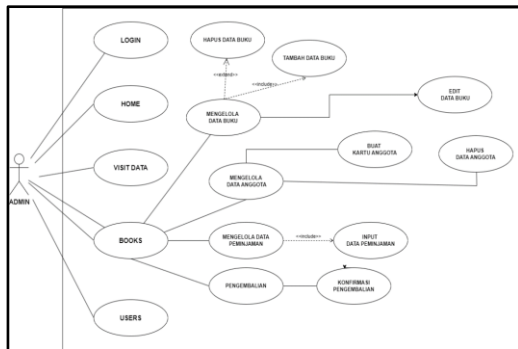 LOGIN
HAPUS DATA BUKU
TAMBAH DATA BUKU
<<extend>>
<<include>>
HOME
MENGELOLA
DATA BUKU
EDIT
DATA BUKU
BUAT
KARTU ANGGOTA
HAPUS
DATA ANGGOTA
VISIT DATA
MENGELOLA
DATA ANGGOTA
ADMIN
BOOKS
MENGELOLA DATA
PEMINJAMAN
<<include>>
INPUT
DATA PEMINJAMAN
PENGEMBALIAN
KONFIRMASI
PENGEMBALIAN
USERS